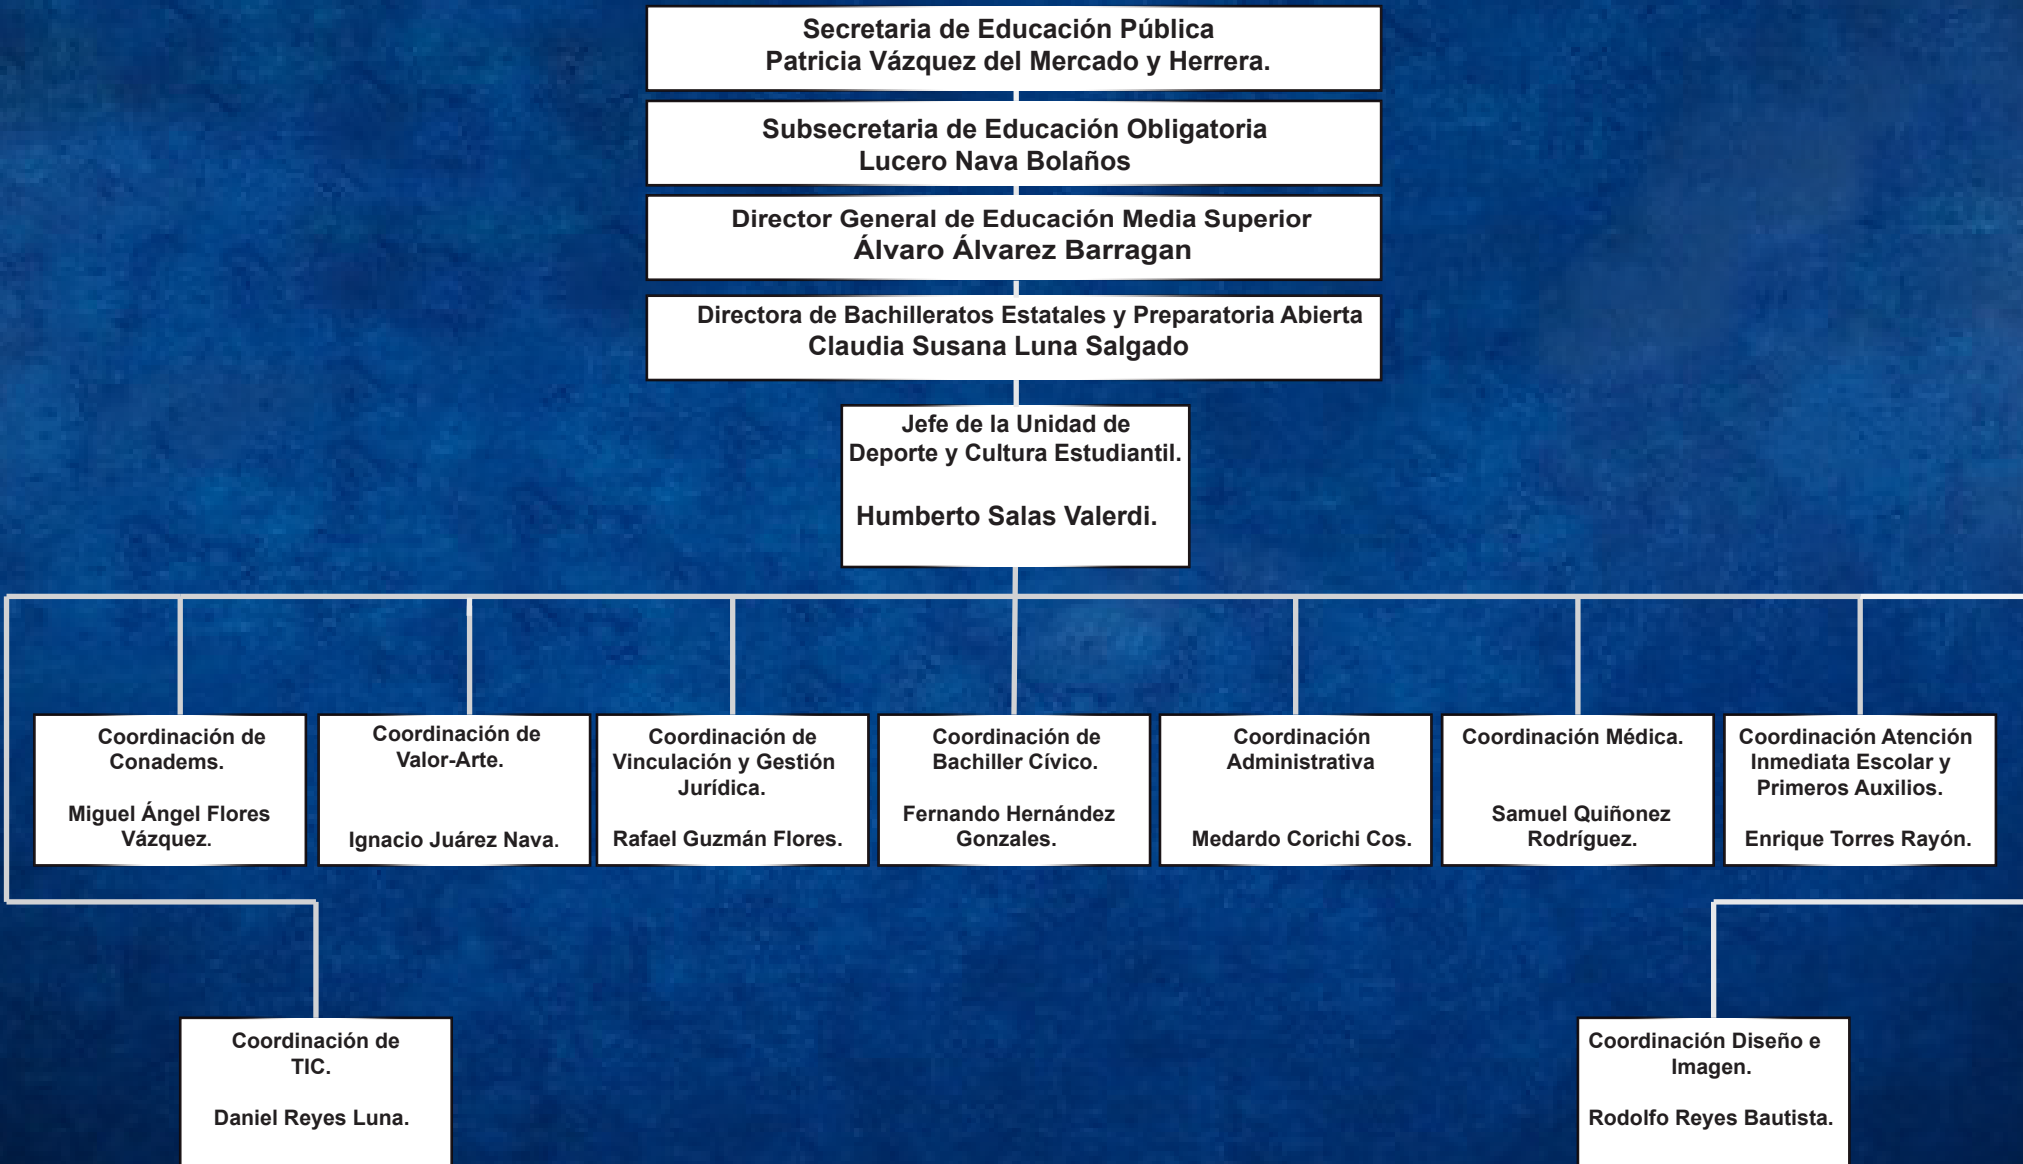 Secretaria de Educación Pública
Patricia Vázquez del Mercado y Herrera.
Subsecretaria de Educación Obligatoria
Lucero Nava Bolaños
Director General de Educación Media Superior
Álvaro Álvarez Barragan
Directora de Bachilleratos Estatales y Preparatoria Abierta
Claudia Susana Luna Salgado
Jefe de la Unidad de
Deporte y Cultura Estudiantil.
Humberto Salas Valerdi.
Coordinación de
Conadems.
Miguel Ángel Flores
Vázquez.
Coordinación de
Valor-Arte.
Ignacio Juárez Nava.
Coordinación de
Vinculación y Gestión
Jurídica.
Rafael Guzmán Flores.
Coordinación de
Bachiller Cívico.
Fernando Hernández
Gonzales.
Coordinación
Administrativa
Medardo Corichi Cos.
Coordinación Médica.
Samuel Quiñonez
Rodríguez.
Coordinación Atención
Inmediata Escolar y
Primeros Auxilios.
Enrique Torres Rayón.
Coordinación de
TIC.
Daniel Reyes Luna.
Coordinación Diseño e
Imagen.
Rodolfo Reyes Bautista.